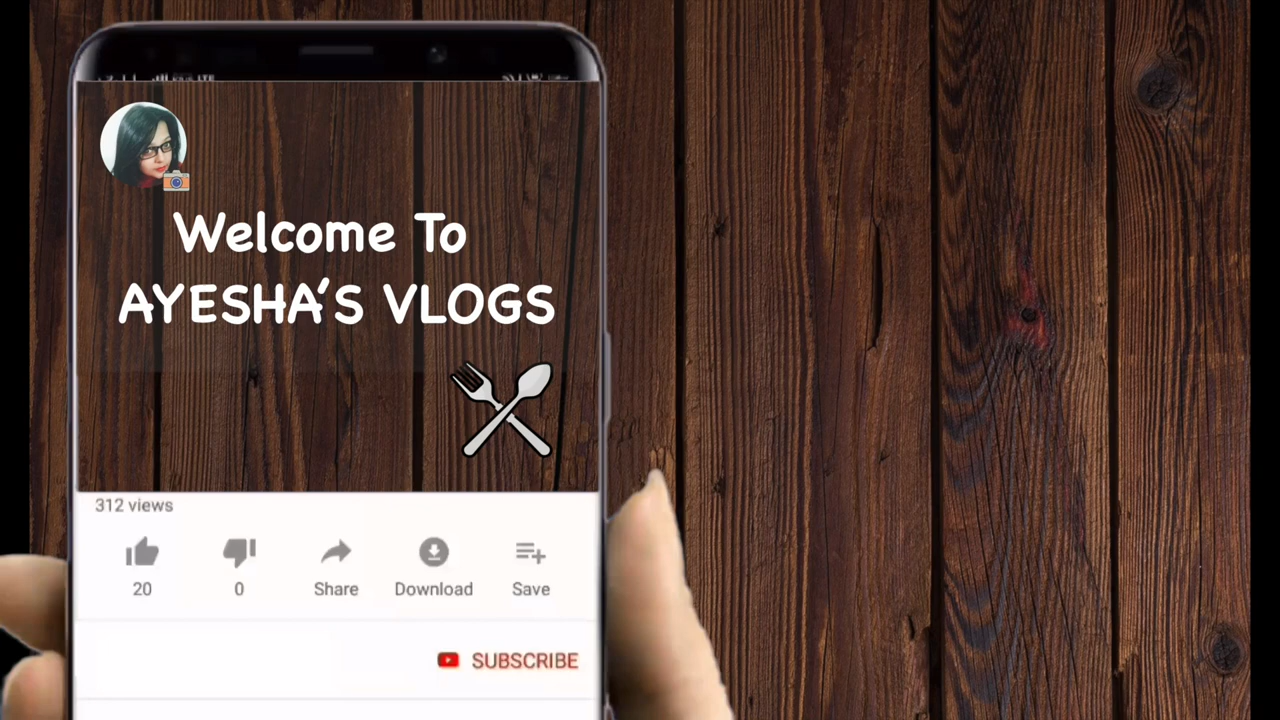 Welcome To
AYESHA'S VLOGS
312 views
20
0
Share
Download
Save
SUBSCRIBE